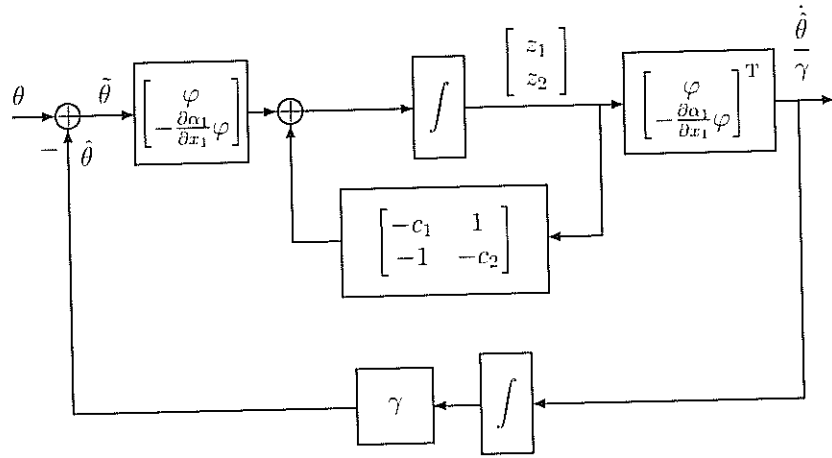 θ
θ̃
− θ̂
[ φ ; −∂α₁/∂x₁ φ ]
∫
[ z₁ ; z₂ ]
[ φ ; −∂α₁/∂x₁ φ ]ᵀ
θ̂̇ / γ
[ −c₁ 1 ; −1 −c₂ ]
γ
∫